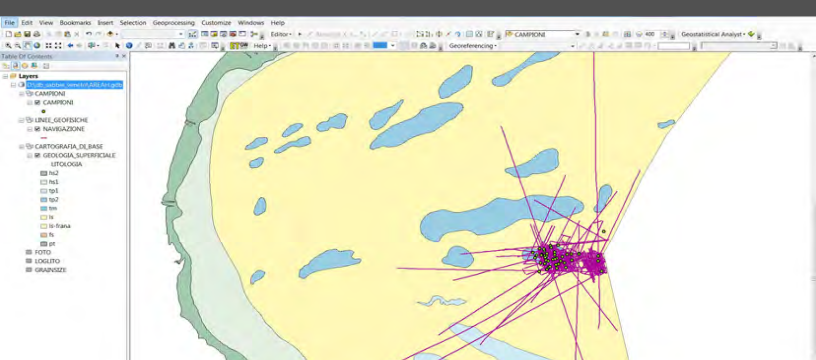 File Edit View Bookmarks Insert Selection Geoprocessing Customize Windows Help
Editor
CAMPIONI
400
Geostatistical Analyst
Help
Georeferencing
Table Of Contents
Layers
CAMPIONI
CAMPIONI
LINEE_GEOFISICHE
NAVIGAZIONE
CARTOGRAFIA_DI_BASE
GEOLOGIA_SUPERFICIALE
LITOLOGIA
hs2
hs1
tp1
tp2
tm
ls
ls-frana
fs
pt
FOTO
LOGLITO
GRAINSIZE